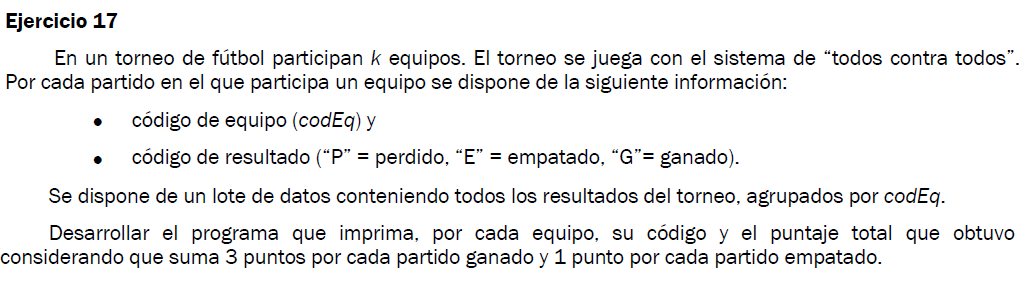 Ejercicio 17
En un torneo de fútbol participan k equipos. El torneo se juega con el sistema de “todos contra todos”.
Por cada partido en el que participa un equipo se dispone de la siguiente información:
● código de equipo (codEq) y
● código de resultado (“P” = perdido, “E” = empatado, “G”= ganado).
Se dispone de un lote de datos conteniendo todos los resultados del torneo, agrupados por codEq.
Desarrollar el programa que imprima, por cada equipo, su código y el puntaje total que obtuvo
considerando que suma 3 puntos por cada partido ganado y 1 punto por cada partido empatado.